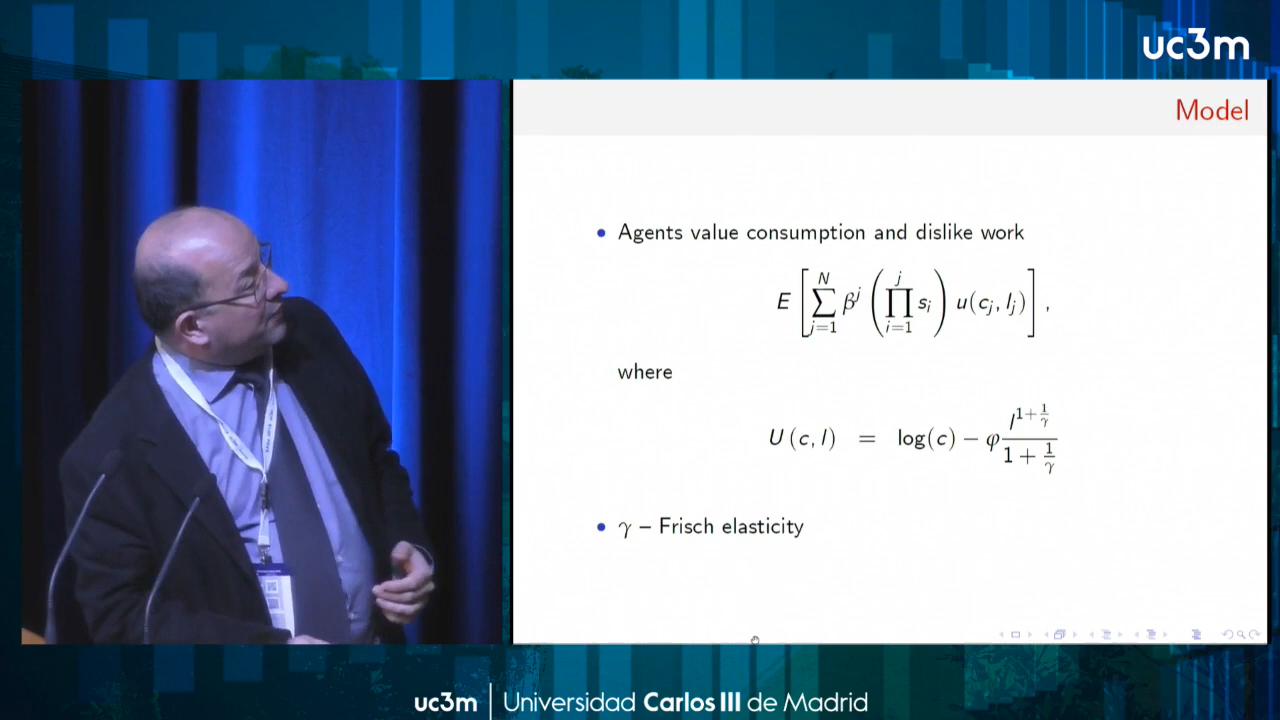 uc3m
Model
• Agents value consumption and dislike work
E [ ∑_{j=1}^{N} β^j ( ∏_{i=1}^{j} s_i ) u(c_j, l_j) ] ,
where
U (c, l) = log(c) − φ l^{1+1/γ} / (1 + 1/γ)
• γ – Frisch elasticity
uc3m | Universidad Carlos III de Madrid